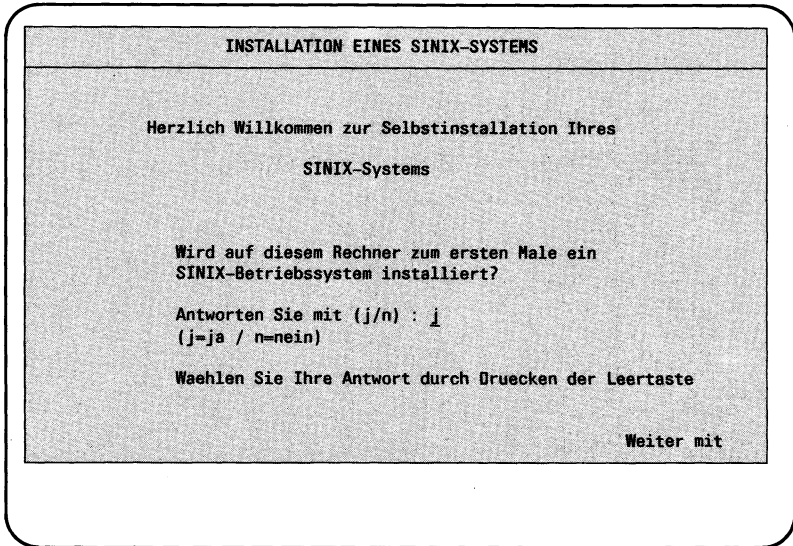 INSTALLATION EINES SINIX-SYSTEMS
Herzlich Willkommen zur Selbstinstallation Ihres
SINIX-Systems
Wird auf diesem Rechner zum ersten Male ein
SINIX-Betriebssystem installiert?
Antworten Sie mit (j/n) : j
(j=ja / n=nein)
Waehlen Sie Ihre Antwort durch Druecken der Leertaste
Weiter mit